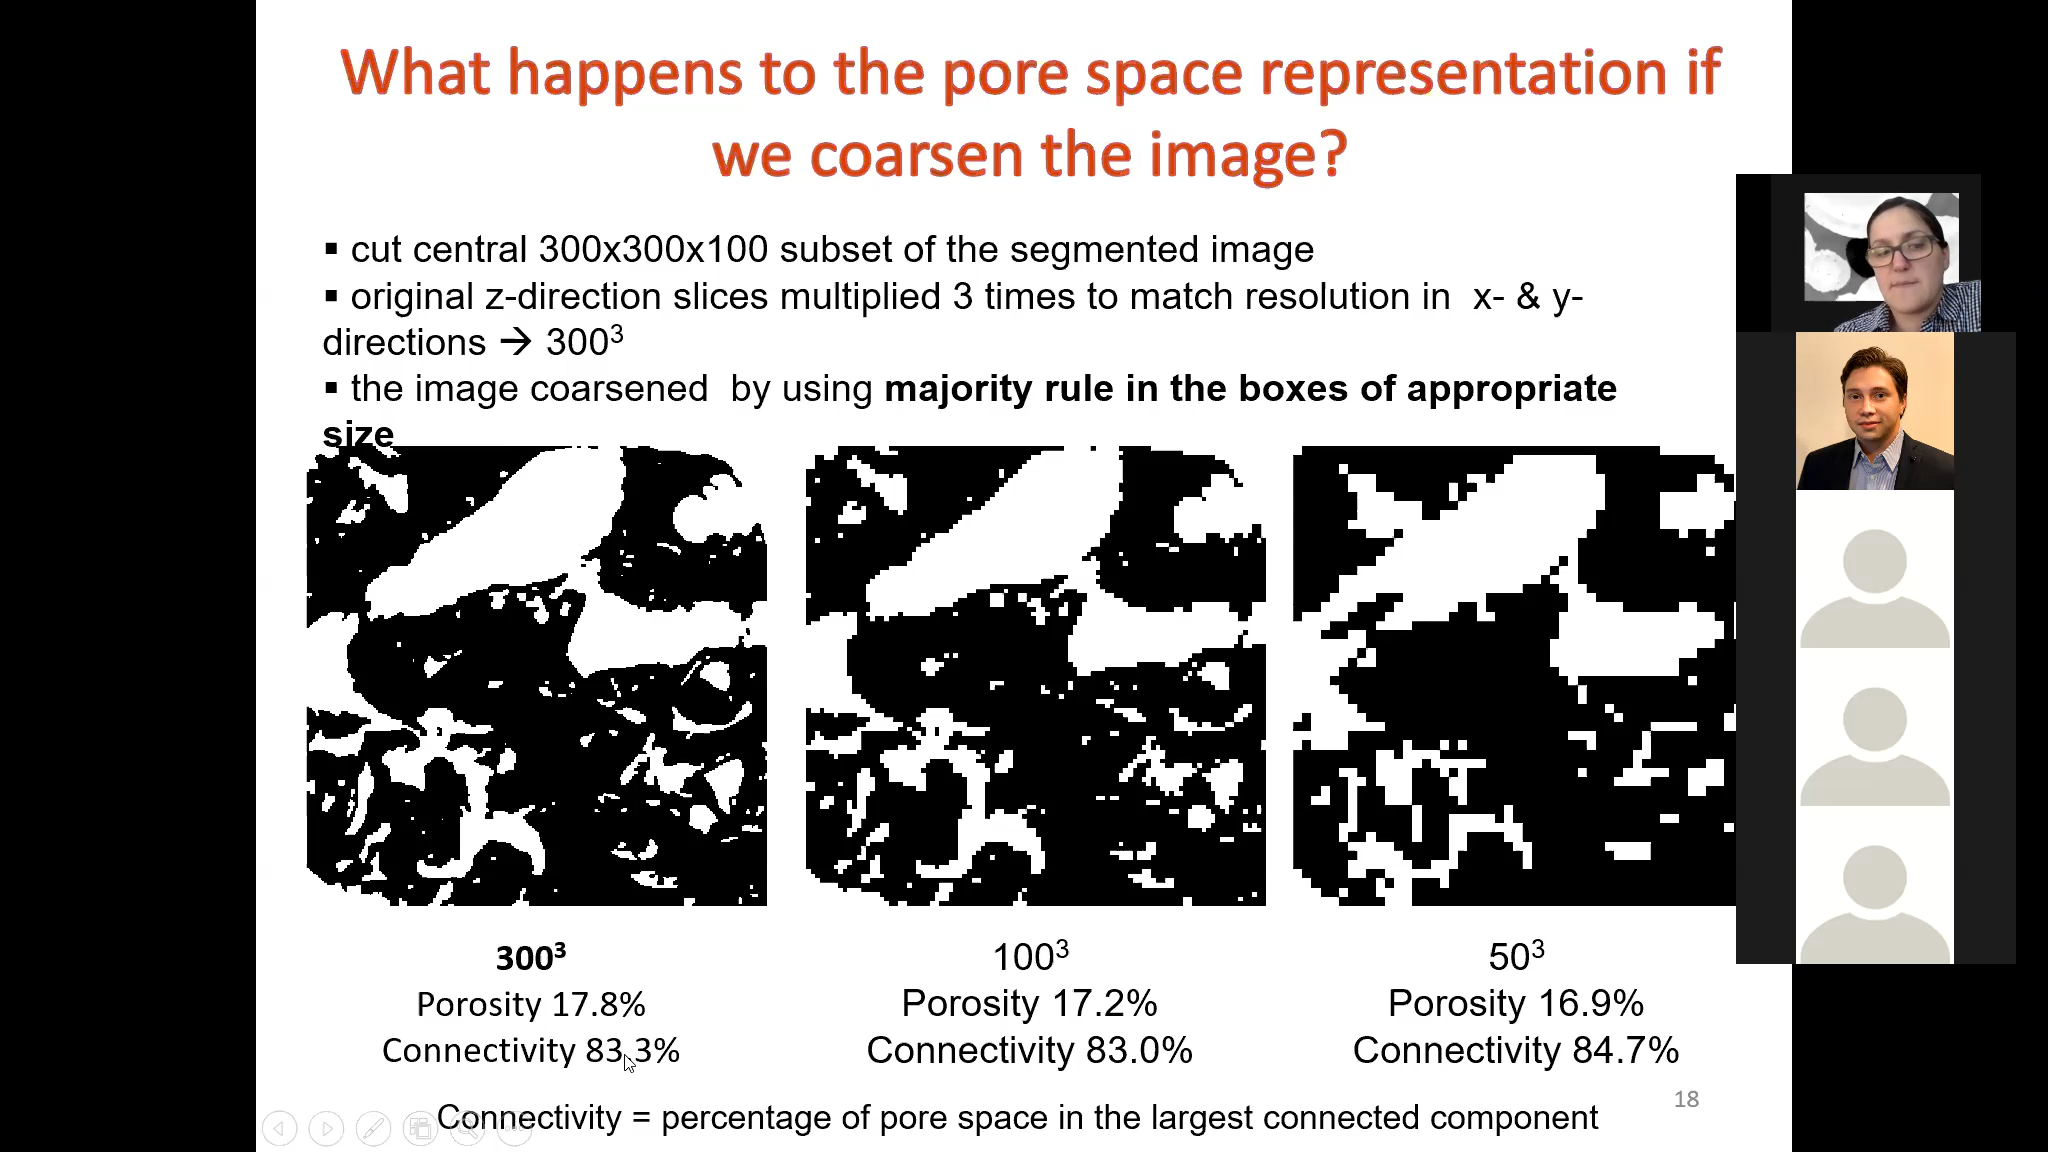 What happens to the pore space representation if
we coarsen the image?
▪ cut central 300x300x100 subset of the segmented image
▪ original z-direction slices multiplied 3 times to match resolution in x- & y-
directions → 300³
▪ the image coarsened by using majority rule in the boxes of appropriate
size
300³
Porosity 17.8%
Connectivity 83.3%
100³
Porosity 17.2%
Connectivity 83.0%
50³
Porosity 16.9%
Connectivity 84.7%
18
Connectivity = percentage of pore space in the largest connected component